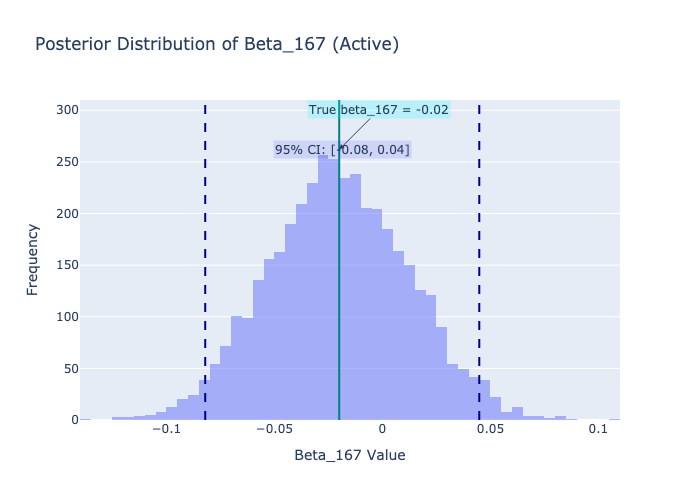 Posterior Distribution of Beta_167 (Active)
True beta_167 = -0.02
95% CI: [-0.08, 0.04]
300
250
200
150
100
50
0
−0.1
−0.05
0
0.05
0.1
Frequency
Beta_167 Value